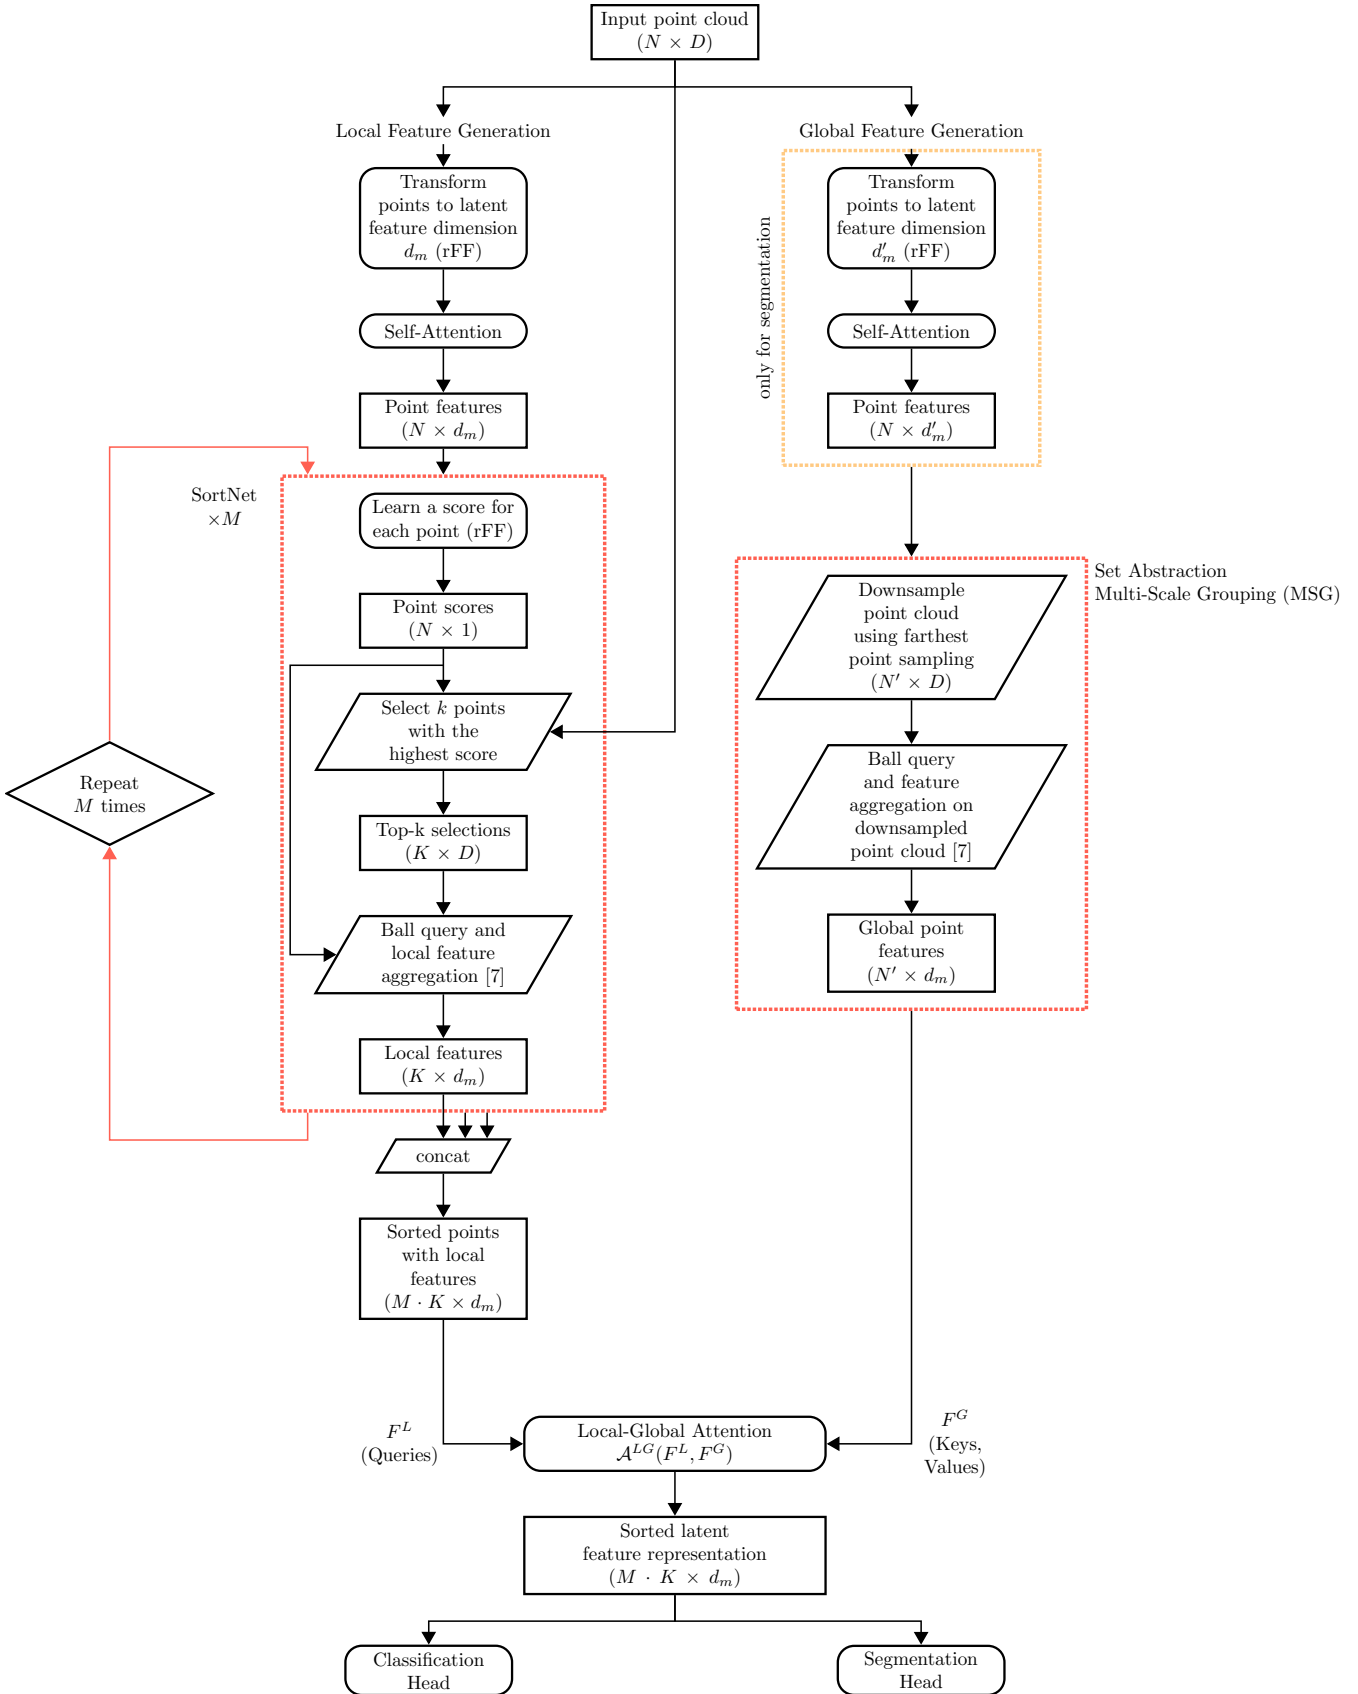 Input point cloud
(N × D)
Local Feature Generation
Transform
points to latent
feature dimension
d_m (rFF)
Self-Attention
Point features
(N × d_m)
SortNet
×M
Learn a score for
each point (rFF)
Point scores
(N × 1)
Select k points
with the
highest score
Repeat
M times
Top-k selections
(K × D)
Ball query and
local feature
aggregation [7]
Local features
(K × d_m)
concat
Sorted points
with local
features
(M · K × d_m)
Global Feature Generation
only for segmentation
Transform
points to latent
feature dimension
d′_m (rFF)
Self-Attention
Point features
(N × d′_m)
Set Abstraction
Multi-Scale Grouping (MSG)
Downsample
point cloud
using farthest
point sampling
(N′ × D)
Ball query
and feature
aggregation on
downsampled
point cloud [7]
Global point
features
(N′ × d_m)
F^L
(Queries)
Local-Global Attention
𝒜^{LG}(F^L, F^G)
F^G
(Keys,
Values)
Sorted latent
feature representation
(M · K × d_m)
Classification
Head
Segmentation
Head